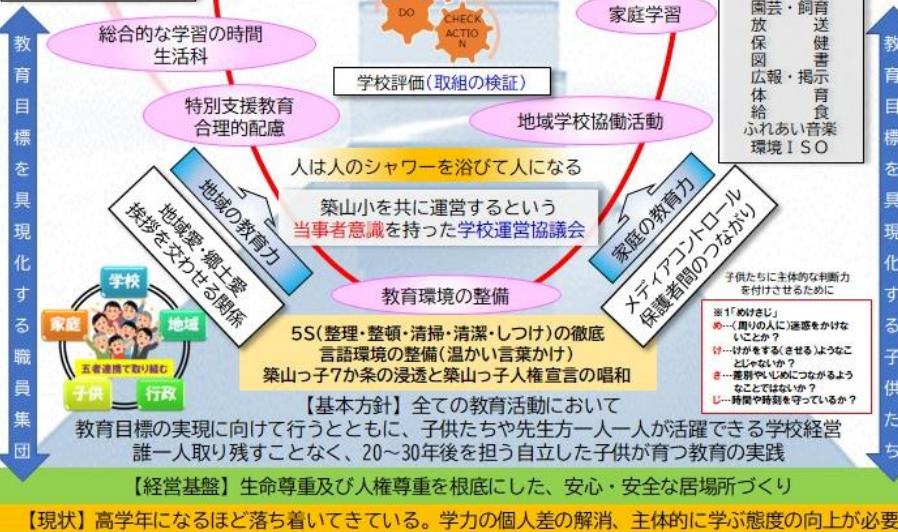 DO
CHECK
ACTIO
N
家庭学習
園芸・飼育
放　　送
保　　健
図　　書
広報・掲示
体　　育
給　　食
ふれあい音楽
環境ＩＳＯ
総合的な学習の時間
生活科
学校評価(取組の検証)
特別支援教育
合理的配慮
地域学校協働活動
人は人のシャワーを浴びて人になる
築山小を共に運営するという
当事者意識を持った学校運営協議会
地域の教育力
地域愛・郷土愛
挨拶を交わせる関係
家庭の教育力
メディアコントロール
保護者間のつながり
教育環境の整備
学校
家庭
地域
五者連携で取り組む
子供
行政
5S(整理・整頓・清掃・清潔・しつけ)の徹底
言語環境の整備(温かい言葉かけ)
築山っ子7か条の浸透と築山っ子人権宣言の唱和
子供たちに主体的な判断力
を付けさせるために
※1「めけさじ」
め…(周りの人に)迷惑をかけな
いことか？
け…けがをする(させる)ようなこ
とじゃないか？
さ…差別やいじめにつながるよう
なことではないか？
じ…時間や時刻を守っているか？
教育目標を具現化する職員集団
教育目標を具現化する子供たち
【基本方針】全ての教育活動において
教育目標の実現に向けて行うとともに、子供たちや先生方一人一人が活躍できる学校経営
誰一人取り残すことなく、20～30年後を担う自立した子供が育つ教育の実践
【経営基盤】生命尊重及び人権尊重を根底にした、安心・安全な居場所づくり
【現状】高学年になるほど落ち着いてきている。学力の個人差の解消、主体的に学ぶ態度の向上が必要